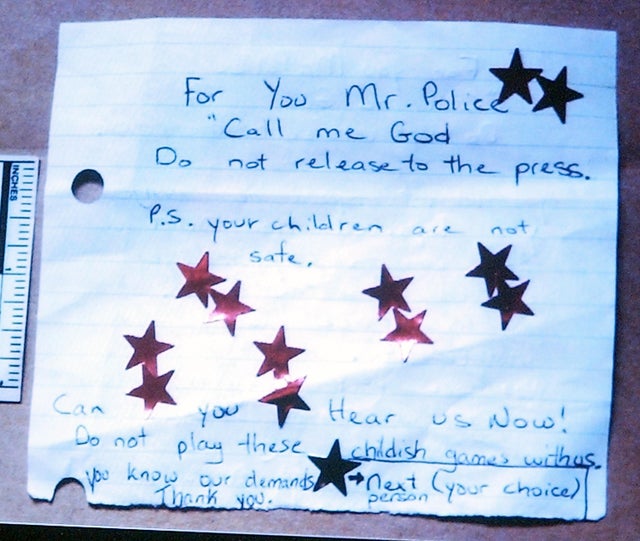 For You Mr. Police
"Call me God
Do not release to the press.
P.S. your children are not
safe.
Can you Hear us Now!
Do not play these childish games with us.
you know our demands → Next person (your choice)
Thank you.
INCHES